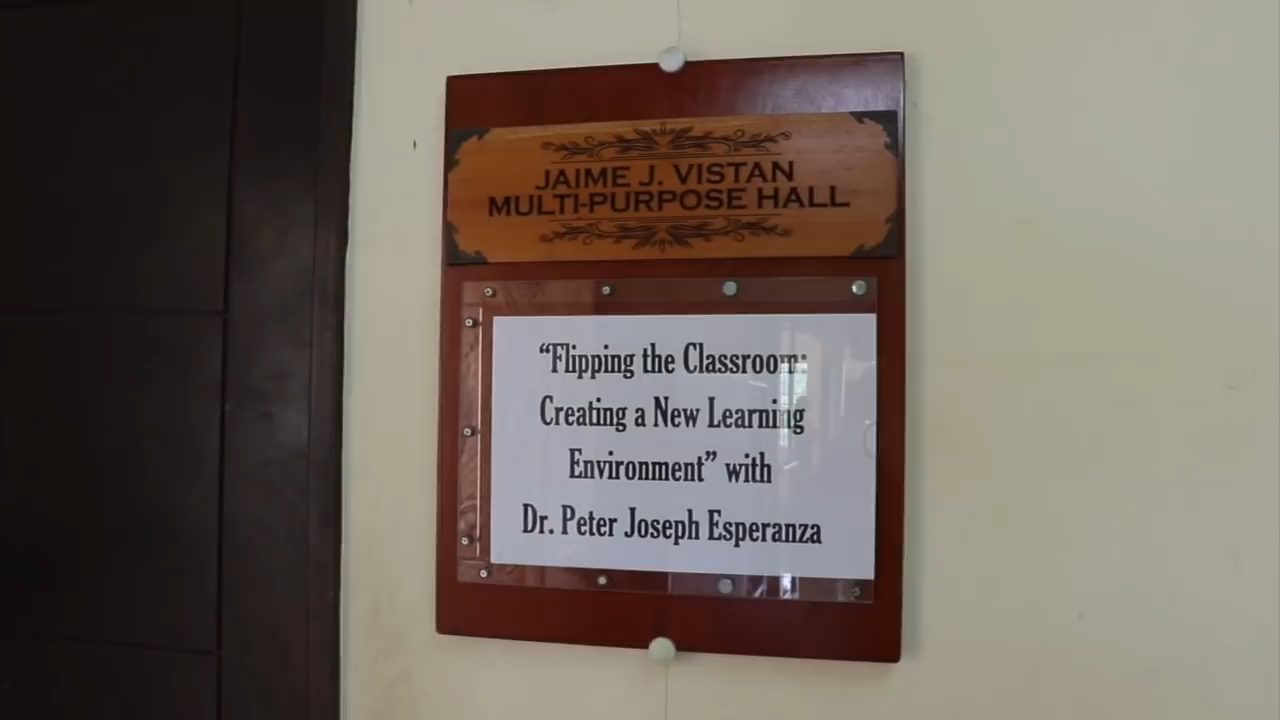 JAIME J. VISTAN
MULTI-PURPOSE HALL
“Flipping the Classroom:
Creating a New Learning
Environment” with
Dr. Peter Joseph Esperanza